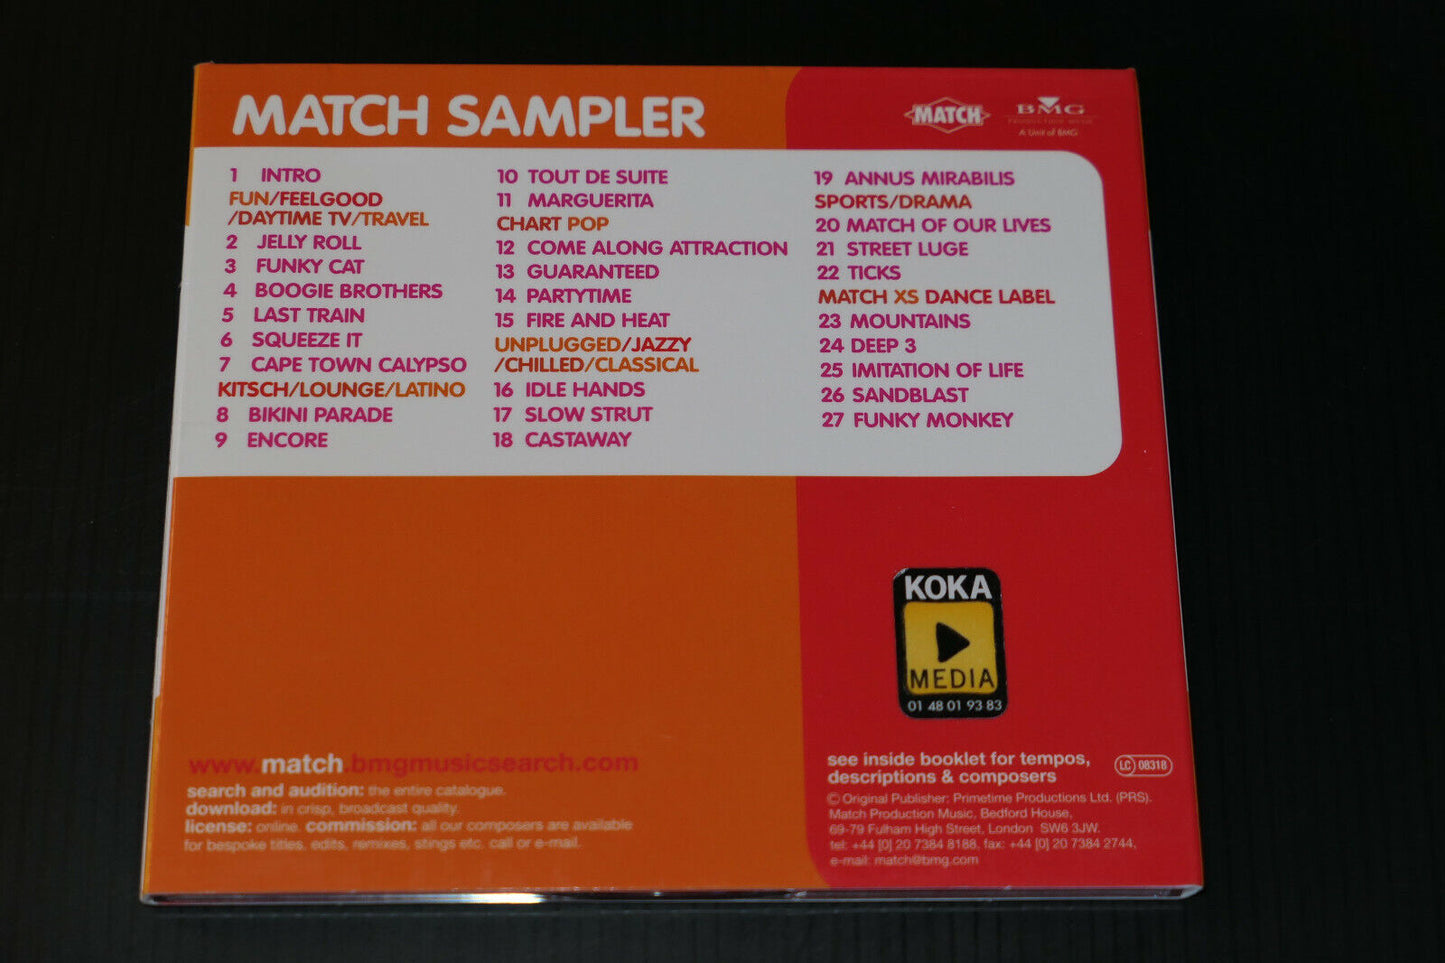 MATCH SAMPLER
MATCH
BMG
PRODUCTION MUSIC
A Unit of BMG
1 INTRO
FUN/FEELGOOD
/DAYTIME TV/TRAVEL
2 JELLY ROLL
3 FUNKY CAT
4 BOOGIE BROTHERS
5 LAST TRAIN
6 SQUEEZE IT
7 CAPE TOWN CALYPSO
KITSCH/LOUNGE/LATINO
8 BIKINI PARADE
9 ENCORE
10 TOUT DE SUITE
11 MARGUERITA
CHART POP
12 COME ALONG ATTRACTION
13 GUARANTEED
14 PARTYTIME
15 FIRE AND HEAT
UNPLUGGED/JAZZY
/CHILLED/CLASSICAL
16 IDLE HANDS
17 SLOW STRUT
18 CASTAWAY
19 ANNUS MIRABILIS
SPORTS/DRAMA
20 MATCH OF OUR LIVES
21 STREET LUGE
22 TICKS
MATCH XS DANCE LABEL
23 MOUNTAINS
24 DEEP 3
25 IMITATION OF LIFE
26 SANDBLAST
27 FUNKY MONKEY
KOKA
MEDIA
01 48 01 93 83
www.match.bmgmusicsearch.com
search and audition: the entire catalogue.
download: in crisp, broadcast quality.
license: online. commission: all our composers are available
for bespoke titles, edits, remixes, stings etc, call or e-mail.
see inside booklet for tempos,
descriptions & composers
LC 08318
© Original Publisher: Primetime Productions Ltd. (PRS).
Match Production Music, Bedford House,
69-79 Fulham High Street, London SW6 3JW.
tel: +44 [0] 20 7384 8188, fax: +44 [0] 20 7384 2744,
e-mail: match@bmg.com